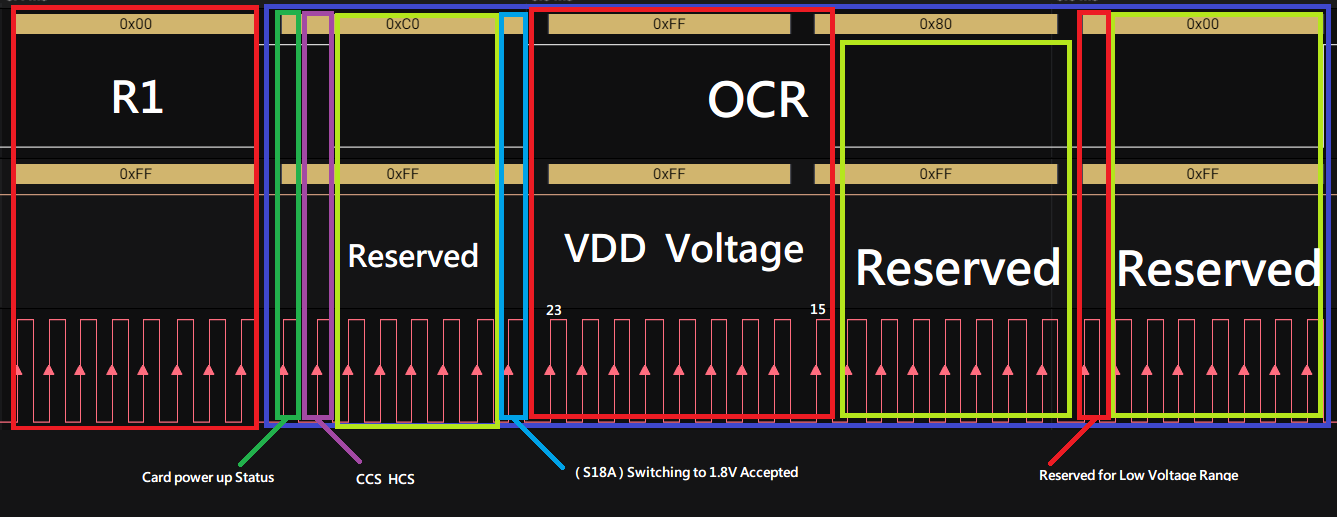 0x00 0xC0 0xFF 0x80 0x00
R1 OCR
0xFF 0xFF 0xFF 0xFF 0xFF
Reserved VDD Voltage Reserved Reserved
23 15
Card power up Status
CCS HCS
( S18A ) Switching to 1.8V Accepted
Reserved for Low Voltage Range